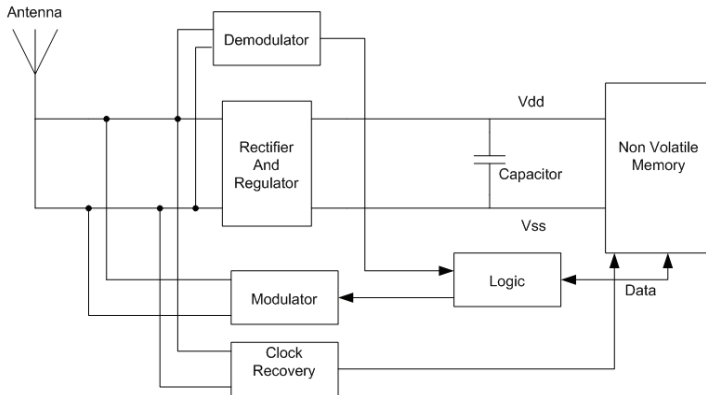 Antenna
Demodulator
Vdd
Rectifier
And
Regulator
Non Volatile
Memory
Capacitor
Vss
Logic
Modulator
Data
Clock
Recovery